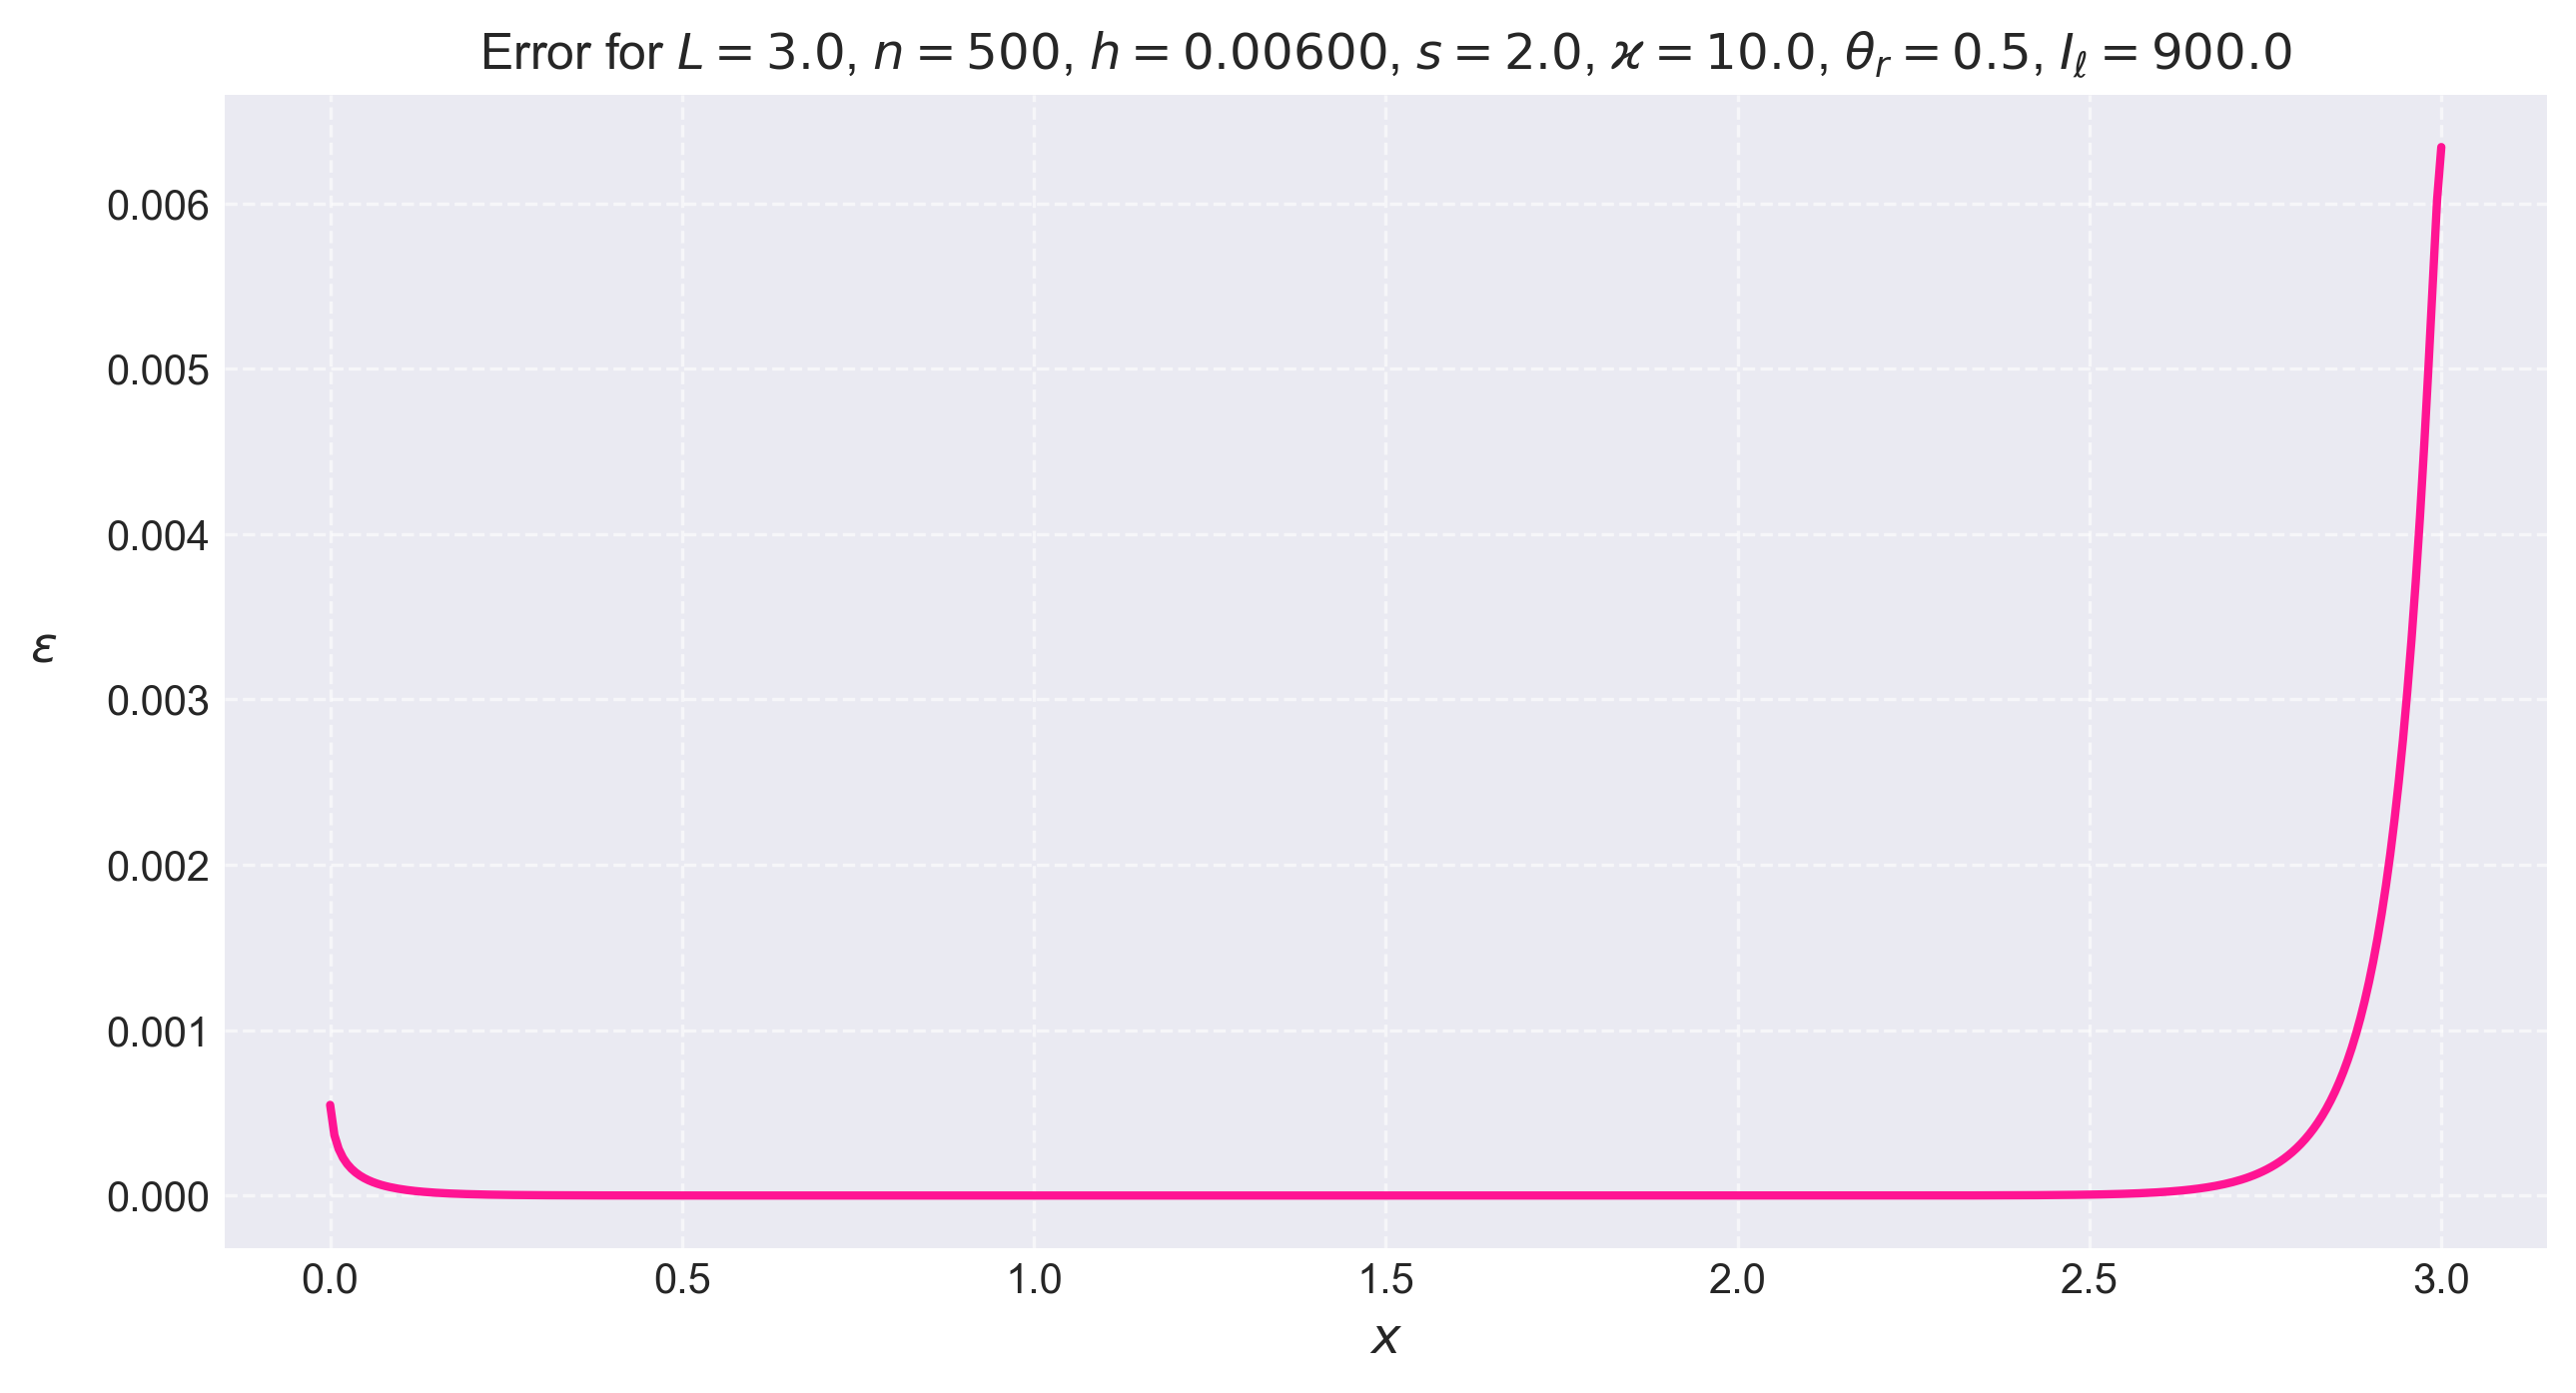 Error for L = 3.0, n = 500, h = 0.00600, s = 2.0, ϰ = 10.0, θᵣ = 0.5, I_ℓ = 900.0
0.006
0.005
0.004
0.003
0.002
0.001
0.000
ε
0.0 0.5 1.0 1.5 2.0 2.5 3.0
x